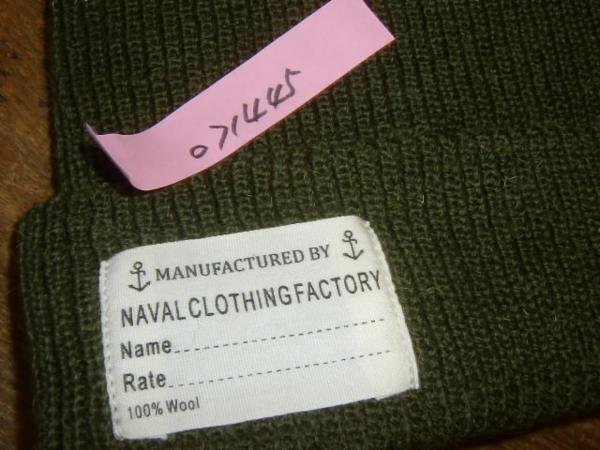 071445
MANUFACTURED BY
NAVAL CLOTHING FACTORY
Name
Rate
100% Wool